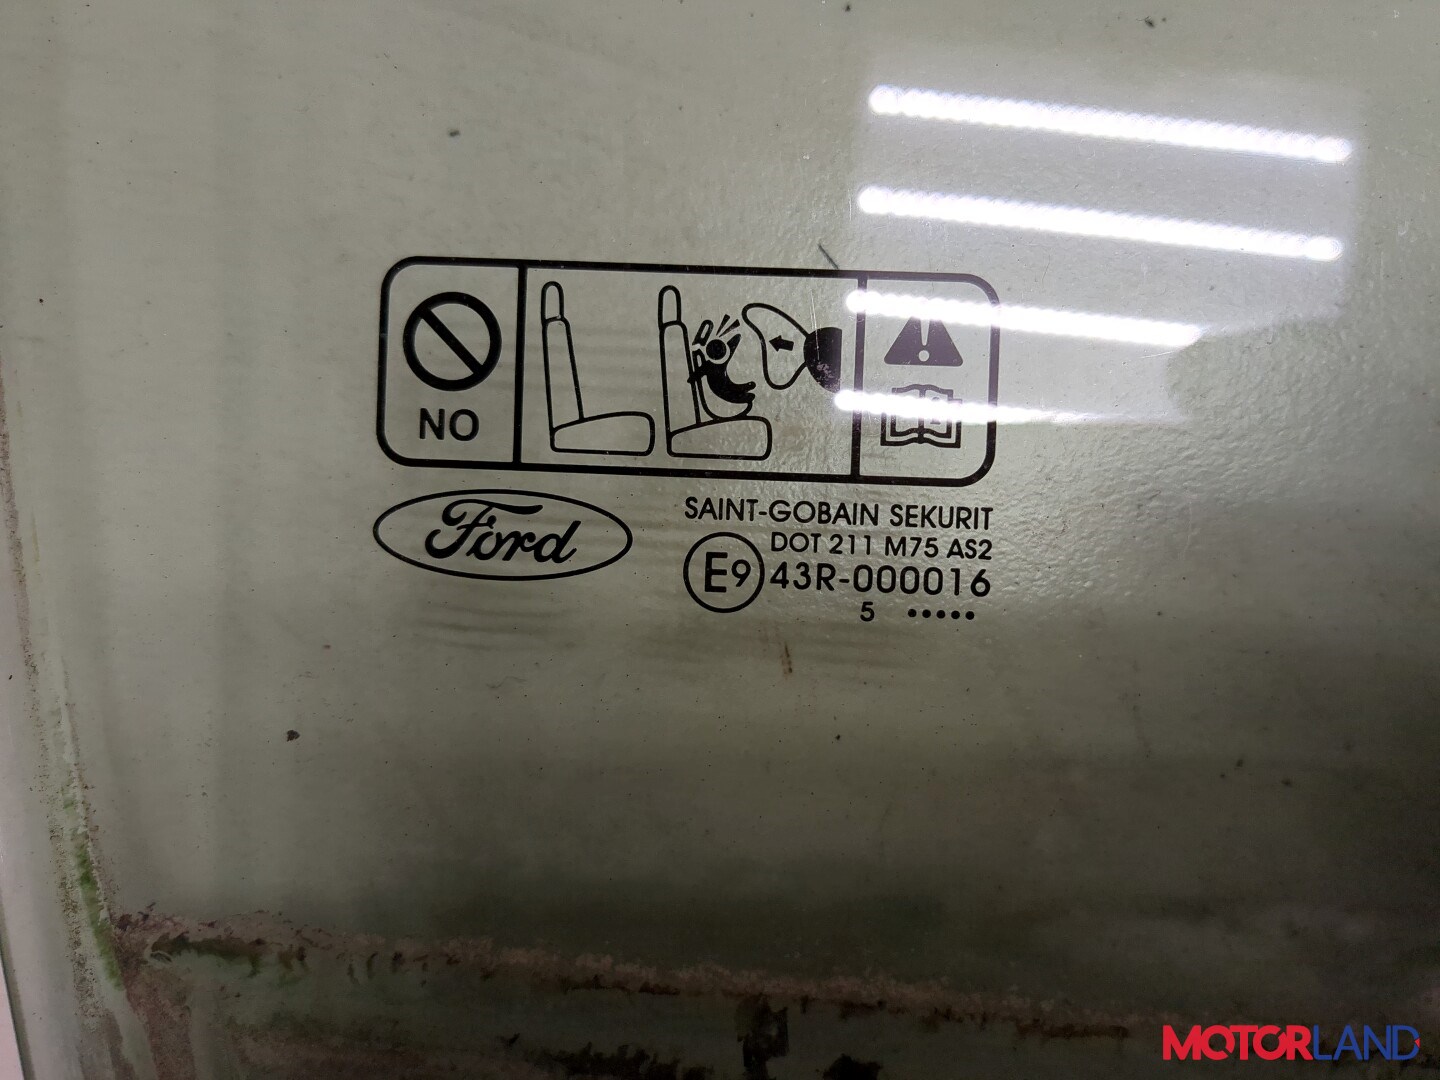 NO
Ford
SAINT-GOBAIN SEKURIT
DOT 211 M75 AS2
E9 43R-000016
5 •••••
MOTORLAND